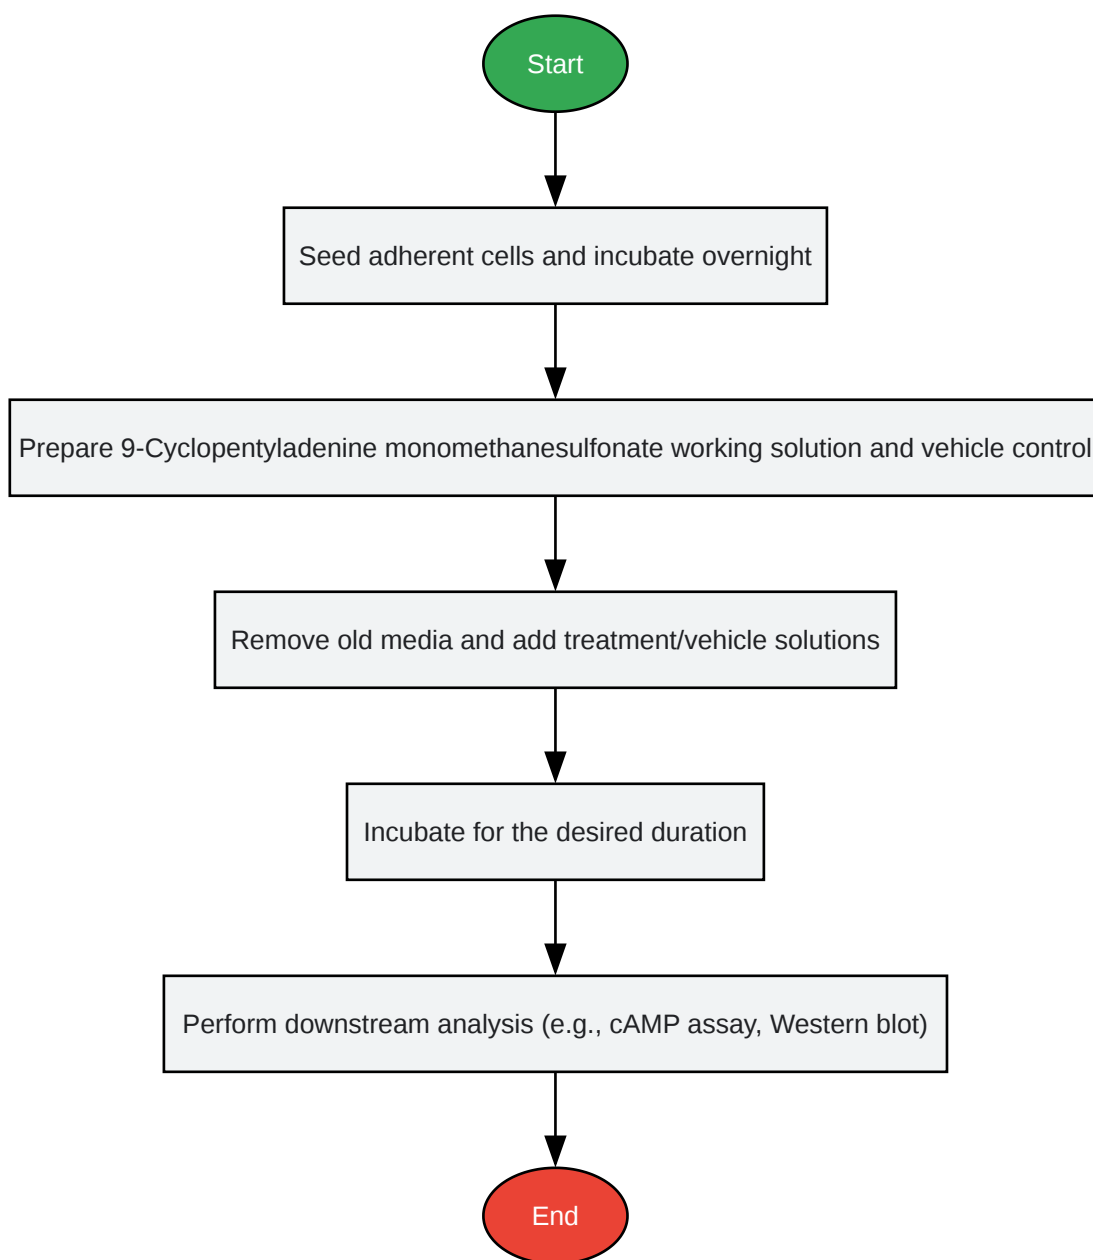 Start
Seed adherent cells and incubate overnight
Prepare 9-Cyclopentyladenine monomethanesulfonate working solution and vehicle control
Remove old media and add treatment/vehicle solutions
Incubate for the desired duration
Perform downstream analysis (e.g., cAMP assay, Western blot)
End